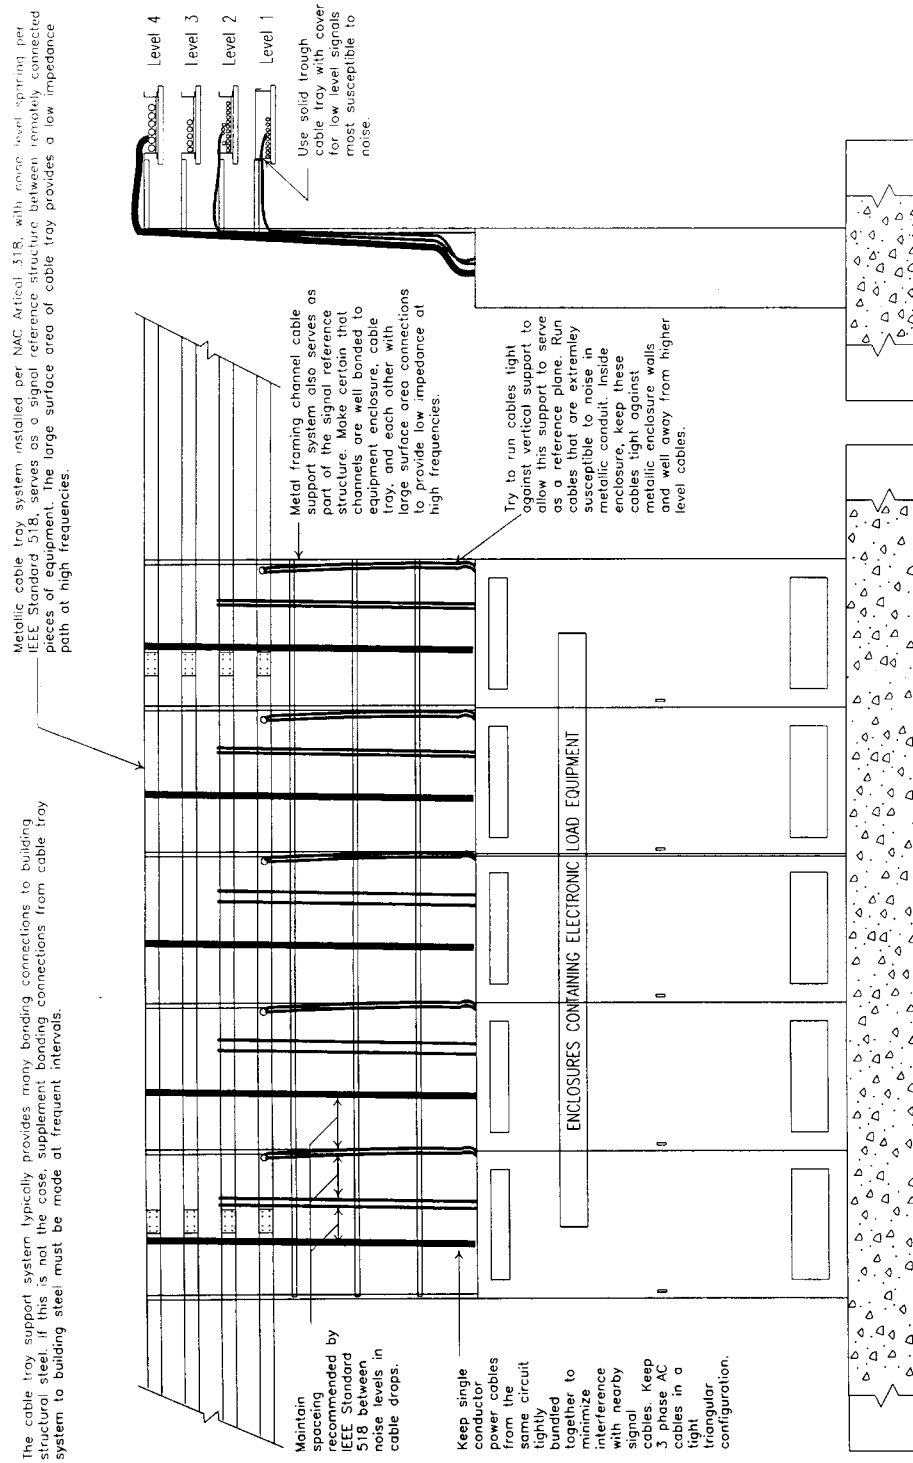 The cable tray support system typically provides many bonding connections to building
structural steel. If this is not the case, supplement bonding connections from cable tray
system to building steel must be made at frequent intervals.
Metallic cable tray system installed per NAC Articel 318, with noise level spacing per
IEEE Standard 518, serves as a signal reference structure between remotely connected
pieces of equipment. The large surface area of cable tray provides a low impedance
path at high frequencies.
Level 4
Level 3
Level 2
Level 1
Use solid trough
cable tray with cover
for low level signals
most susceptible to
noise.
Metal framing channel cable
support system also serves as
part of the signal reference
structure. Make certain that
channels are well bonded to
equipment enclosure, cable
tray, and each other with
large surface area connections
to provide low impedance at
high frequencies.
Try to run cables tight
against vertical support to
allow this support to serve
as a reference plane. Run
cables that are extremley
susceptible to noise in
metallic conduit. Inside
enclosure, keep these
cables tight against
metallic enclosure walls
and well away from higher
level cables.
Maintain
spaceing
recommended by
IEEE Standard
518 between
noise levels in
cable drops.
Keep single
conductor
power cables
from the
same circuit
tightly
bundled
together to
minimize
interference
with nearby
signal
cables. Keep
3 phase AC
cables in a
tight
triangular
configuration.
ENCLOSURES CONTAINING ELECTRONIC LOAD EQUIPMENT